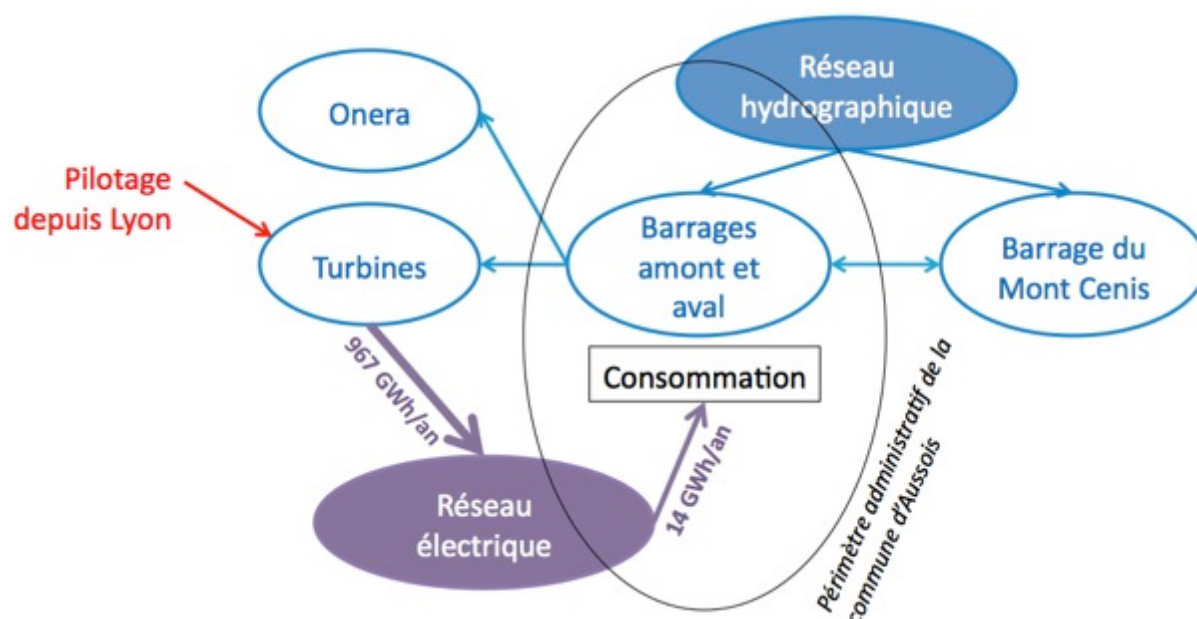 Réseau
hydrographique
Onera
Pilotage
depuis Lyon
Turbines
Barrages
amont et
aval
Barrage du
Mont Cenis
967 GWh/an
Consommation
14 GWh/an
Réseau
électrique
Périmètre administratif de la
commune d'Aussois